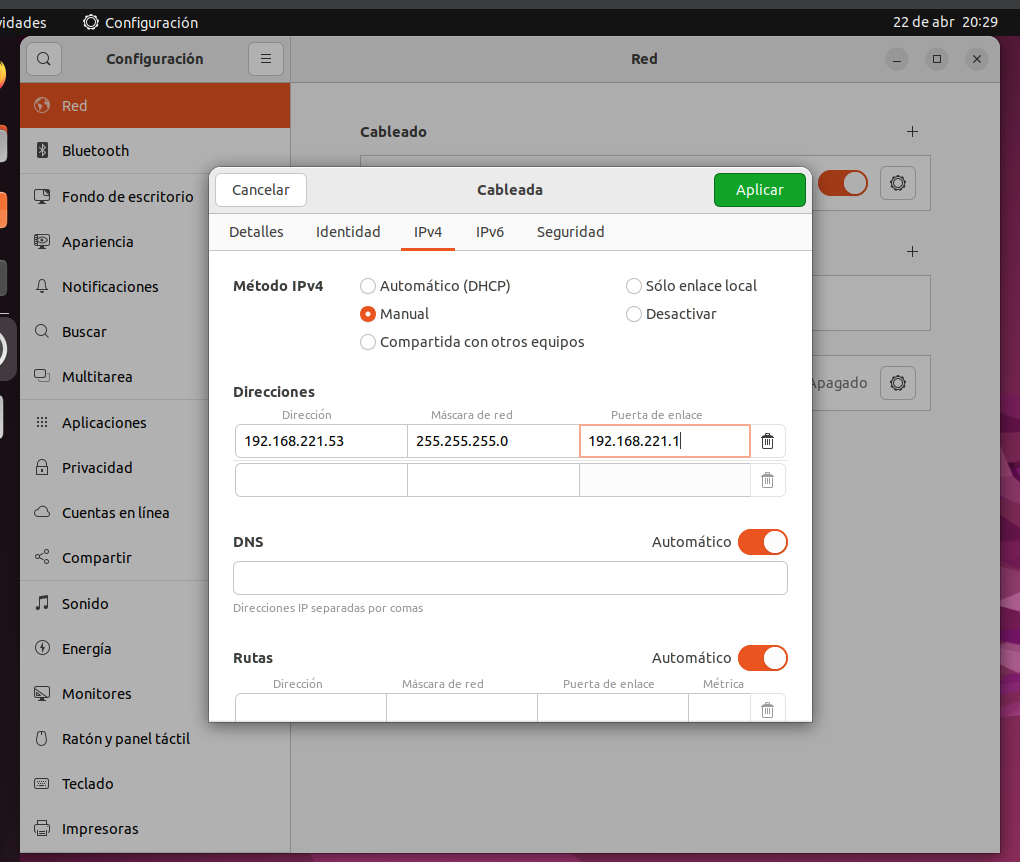 vidades
Configuración
22 de abr 20:29
Configuración
Red
Red
Bluetooth
Fondo de escritorio
Apariencia
Notificaciones
Buscar
Multitarea
Aplicaciones
Privacidad
Cuentas en línea
Compartir
Sonido
Energía
Monitores
Ratón y panel táctil
Teclado
Impresoras
Cableado
Apagado
Cancelar
Cableada
Aplicar
Detalles Identidad IPv4 IPv6 Seguridad
Método IPv4
Automático (DHCP)
Sólo enlace local
Manual
Desactivar
Compartida con otros equipos
Direcciones
Dirección Máscara de red Puerta de enlace
192.168.221.53 255.255.255.0 192.168.221.1
DNS Automático
Direcciones IP separadas por comas
Rutas Automático
Dirección Máscara de red Puerta de enlace Métrica